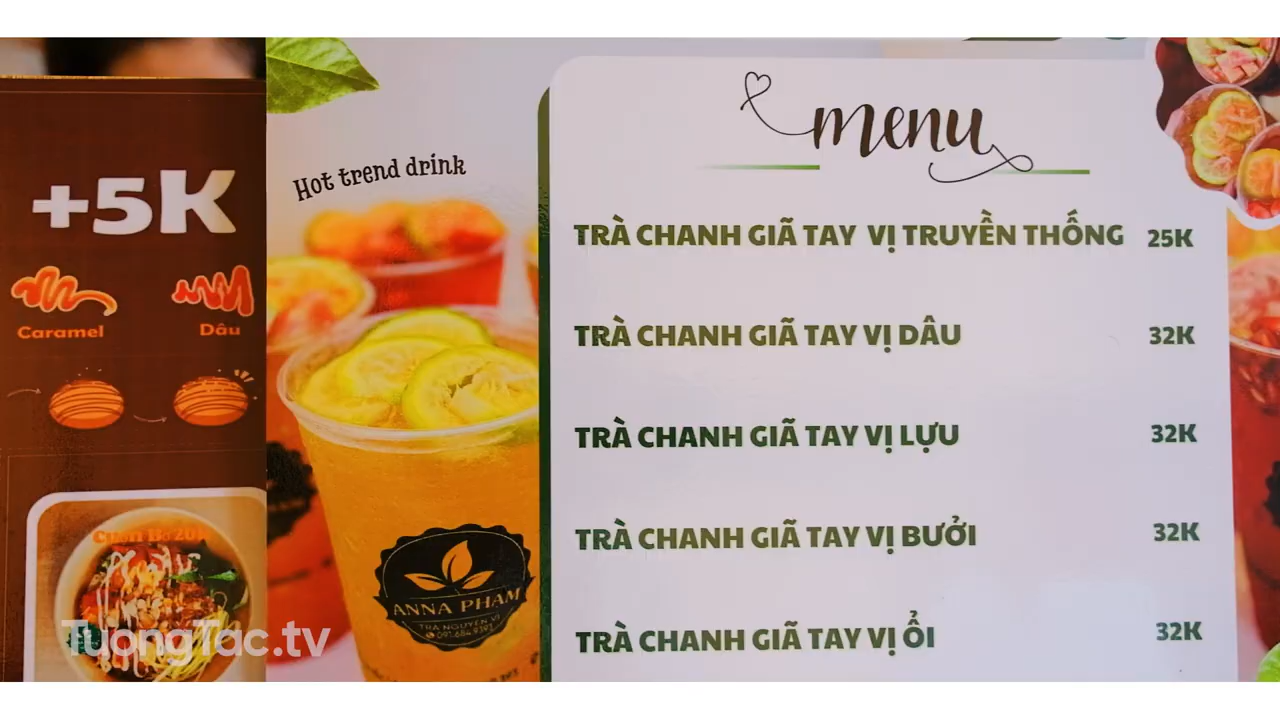 +5K
Caramel
Dâu
TuongTac.tv
Hot trend drink
ANNA PHAM
TRÀ NGUYÊN VỊ
menu
TRÀ CHANH GIÃ TAY VỊ TRUYỀN THỐNG 25K
TRÀ CHANH GIÃ TAY VỊ DÂU 32K
TRÀ CHANH GIÃ TAY VỊ LỰU 32K
TRÀ CHANH GIÃ TAY VỊ BƯỞI 32K
TRÀ CHANH GIÃ TAY VỊ ỔI 32K